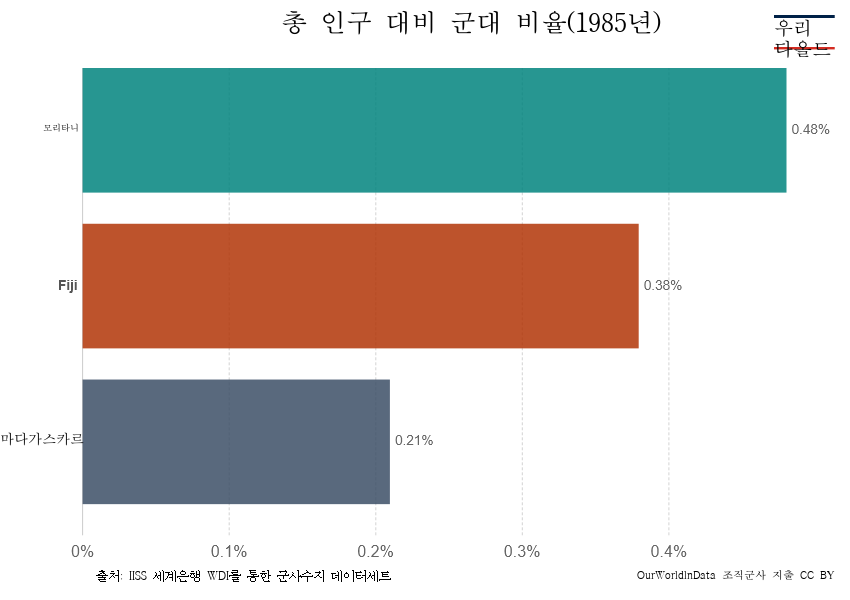 총 인구 대비 군대 비율(1985년)
우리
다올드
모리타니
0.48%
Fiji
0.38%
마다가스카르
0.21%
0%
0.1%
0.2%
0.3%
0.4%
출처: IISS 세계은행 WDI를 통한 군사수지 데이터세트
OurWorldInData 조직군사 지출 CC BY